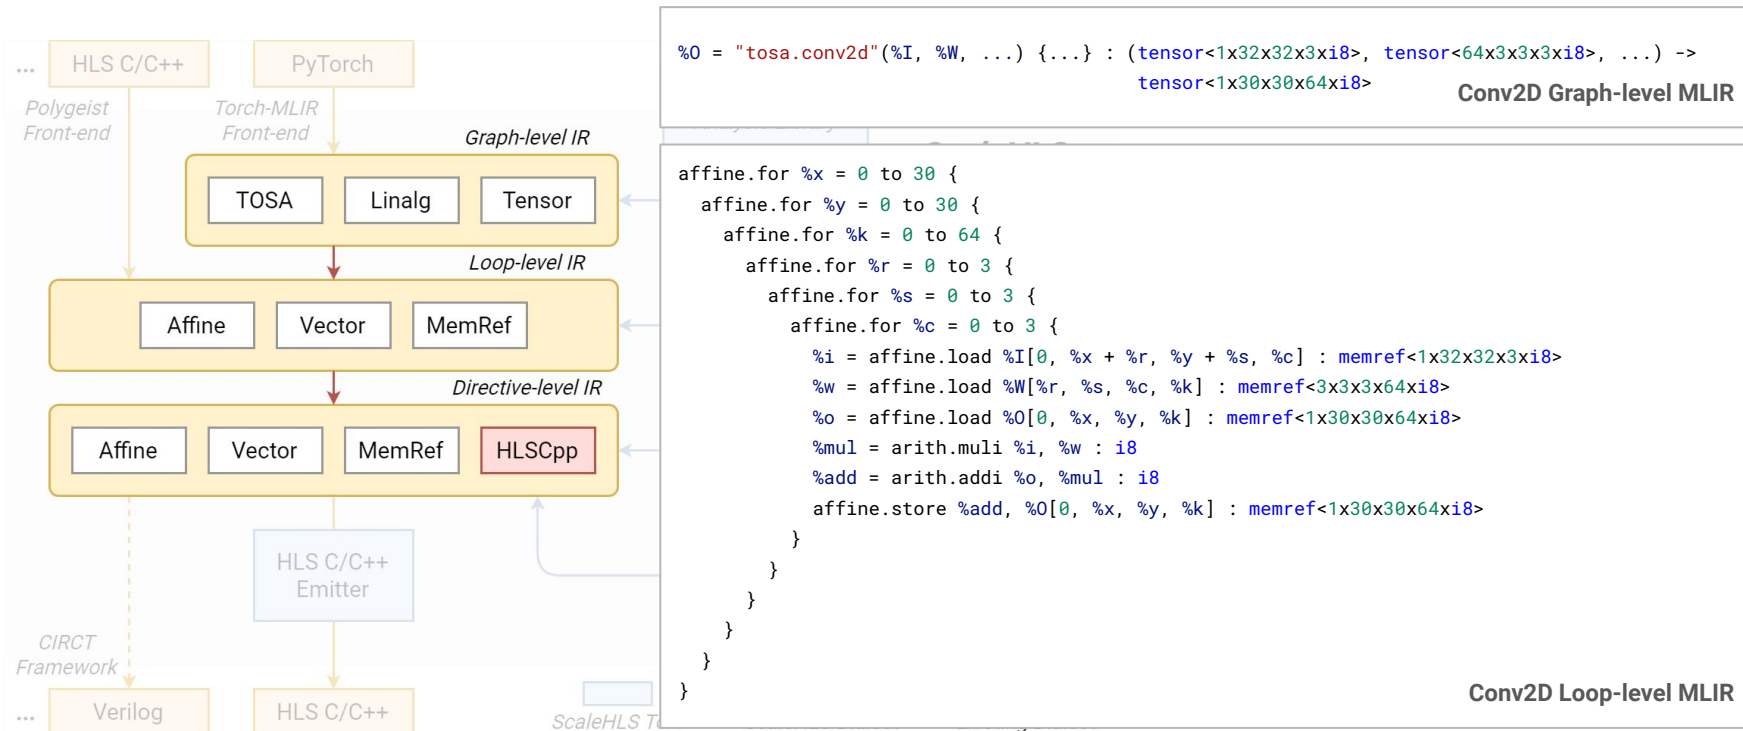 ... HLS C/C++ PyTorch
Polygeist
Front-end
Torch-MLIR
Front-end
Graph-level IR
TOSA Linalg Tensor
Loop-level IR
Affine Vector MemRef
Directive-level IR
Affine Vector MemRef HLSCpp
HLS C/C++
Emitter
CIRCT
Framework
... Verilog HLS C/C++
ScaleHLS
%O = "tosa.conv2d"(%I, %W, ...) {...} : (tensor<1x32x32x3xi8>, tensor<64x3x3x3xi8>, ...) ->
tensor<1x30x30x64xi8>
Conv2D Graph-level MLIR
affine.for %x = 0 to 30 {
affine.for %y = 0 to 30 {
affine.for %k = 0 to 64 {
affine.for %r = 0 to 3 {
affine.for %s = 0 to 3 {
affine.for %c = 0 to 3 {
%i = affine.load %I[0, %x + %r, %y + %s, %c] : memref<1x32x32x3xi8>
%w = affine.load %W[%r, %s, %c, %k] : memref<3x3x3x64xi8>
%o = affine.load %O[0, %x, %y, %k] : memref<1x30x30x64xi8>
%mul = arith.muli %i, %w : i8
%add = arith.addi %o, %mul : i8
affine.store %add, %O[0, %x, %y, %k] : memref<1x30x30x64xi8>
}
}
}
}
}
}
Conv2D Loop-level MLIR